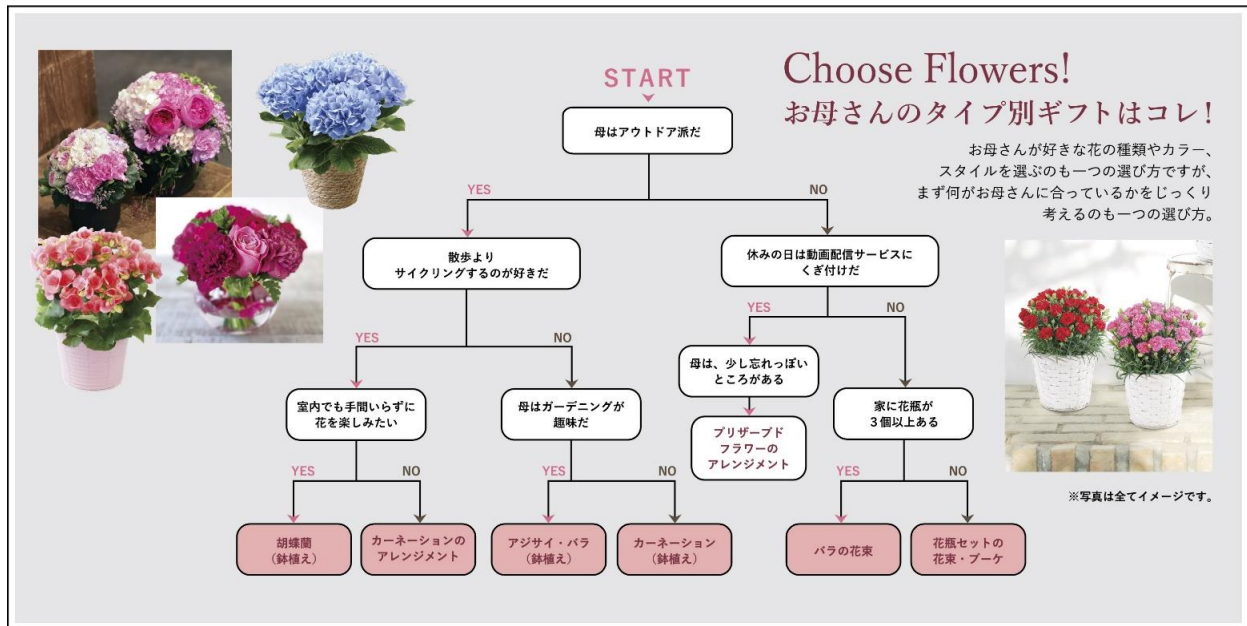 Choose Flowers!
お母さんのタイプ別ギフトはコレ!
お母さんが好きな花の種類やカラー、
スタイルを選ぶのも一つの選び方ですが、
まず何がお母さんに合っているかをじっくり
考えるのも一つの選び方。
START
母はアウトドア派だ
YES
NO
散歩より
サイクリングするのが好きだ
休みの日は動画配信サービスに
くぎ付けだ
YES
NO
YES
NO
室内でも手間いらずに
花を楽しみたい
母はガーデニングが
趣味だ
母は、少し忘れっぽい
ところがある
家に花瓶が
3個以上ある
プリザーブド
フラワーの
アレンジメント
YES
NO
YES
NO
YES
NO
胡蝶蘭
(鉢植え)
カーネーションの
アレンジメント
アジサイ・バラ
(鉢植え)
カーネーション
(鉢植え)
バラの花束
花瓶セットの
花束・ブーケ
※写真は全てイメージです。